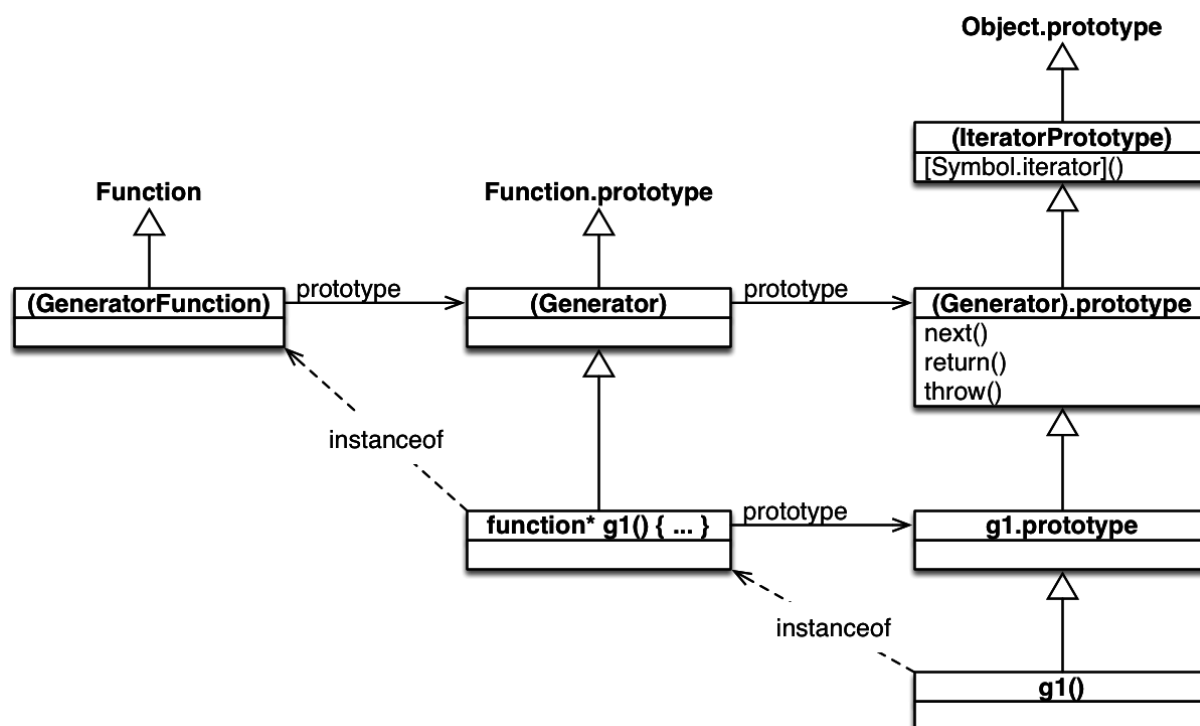 Object.prototype
(IteratorPrototype)
[Symbol.iterator]()
Function
Function.prototype
(GeneratorFunction)
prototype
(Generator)
prototype
(Generator).prototype
next()
return()
throw()
instanceof
function* g1() { ... }
prototype
g1.prototype
instanceof
g1()